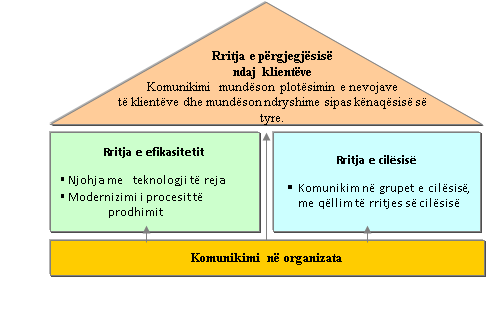 Rritja e përgjegjësisë
ndaj klientëve
Komunikimi mundëson plotësimin e nevojave
të klientëve dhe mundëson ndryshime sipas kënaqësisë së
tyre.
Rritja e efikasitetit
▪ Njohja me teknologji të reja
▪ Modernizimi i procesit të
prodhimit
Rritja e cilësisë
▪ Komunikim në grupet e cilësisë,
me qëllim të rritjes së cilësisë
Komunikimi në organizata